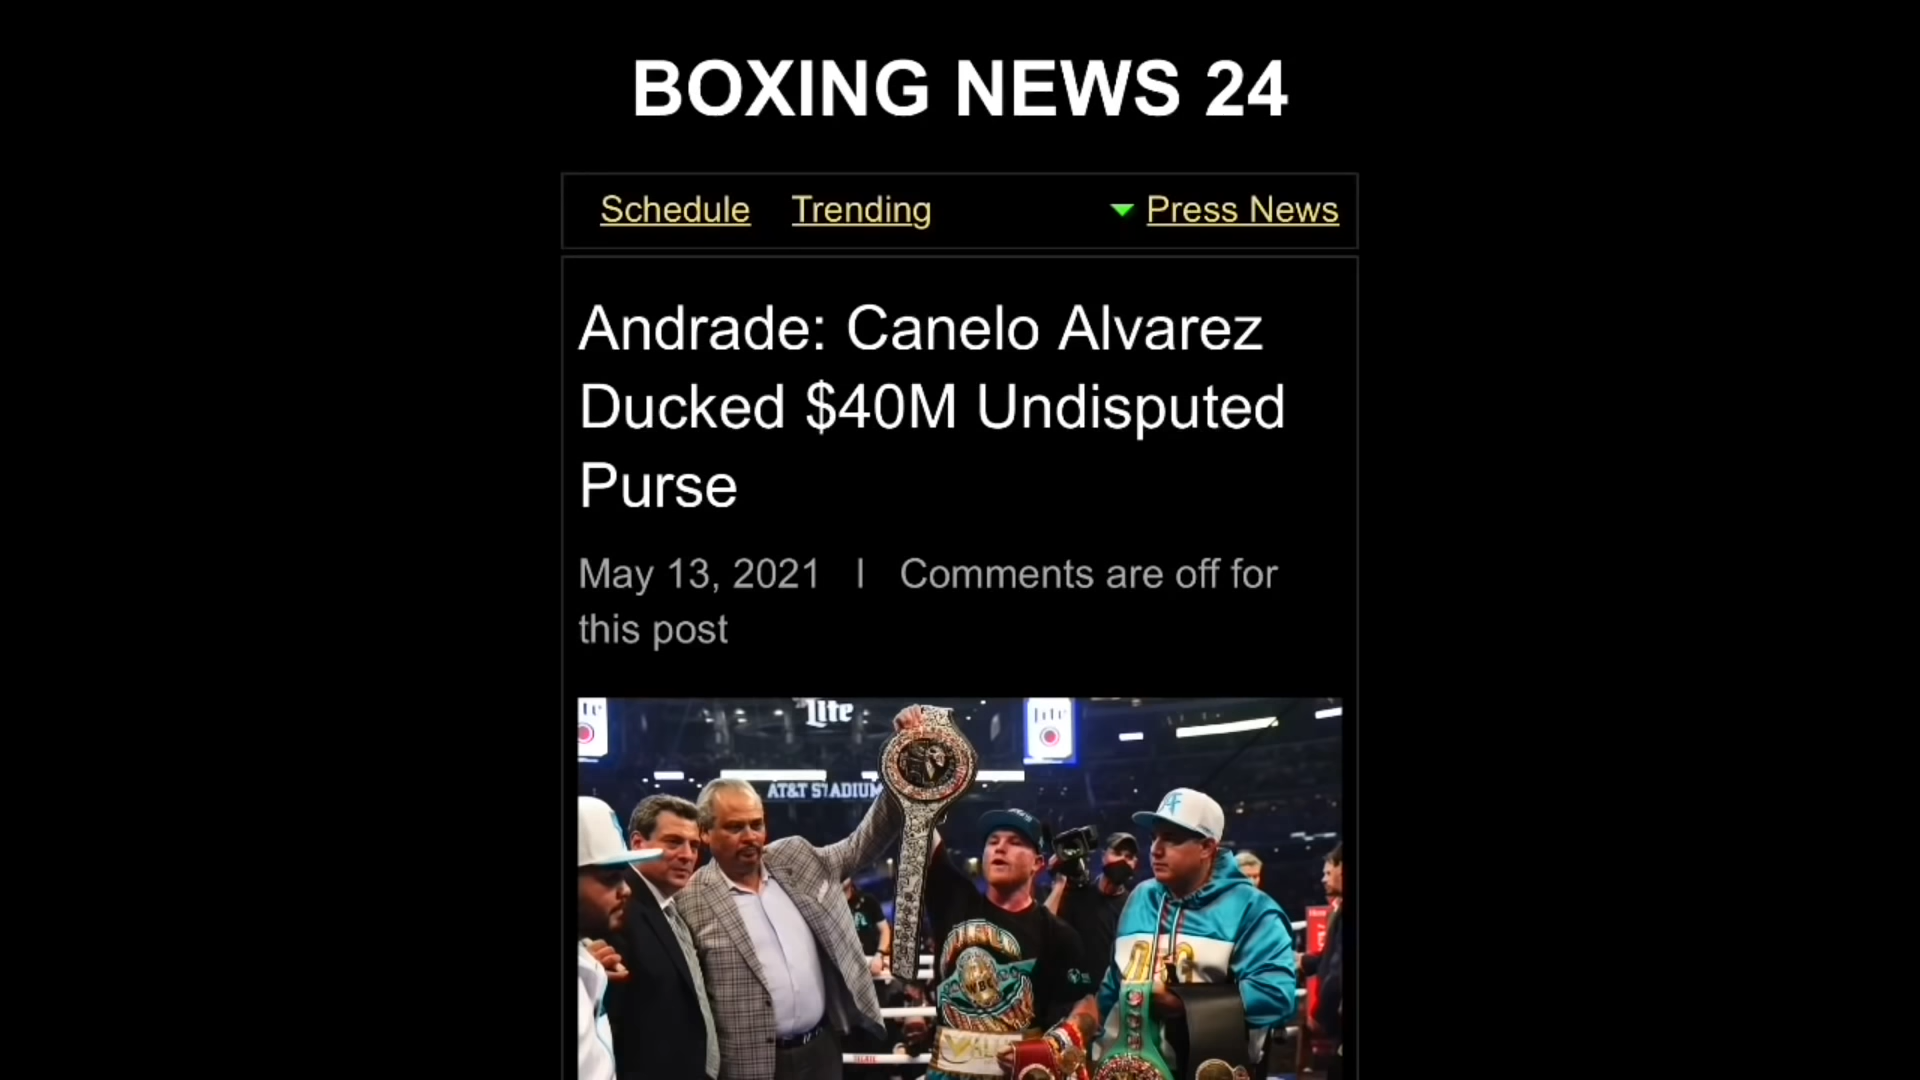 BOXING NEWS 24
Schedule Trending Press News
Andrade: Canelo Alvarez
Ducked $40M Undisputed
Purse
May 13, 2021 | Comments are off for
this post
Lite
AT&T STADIUM
WBC